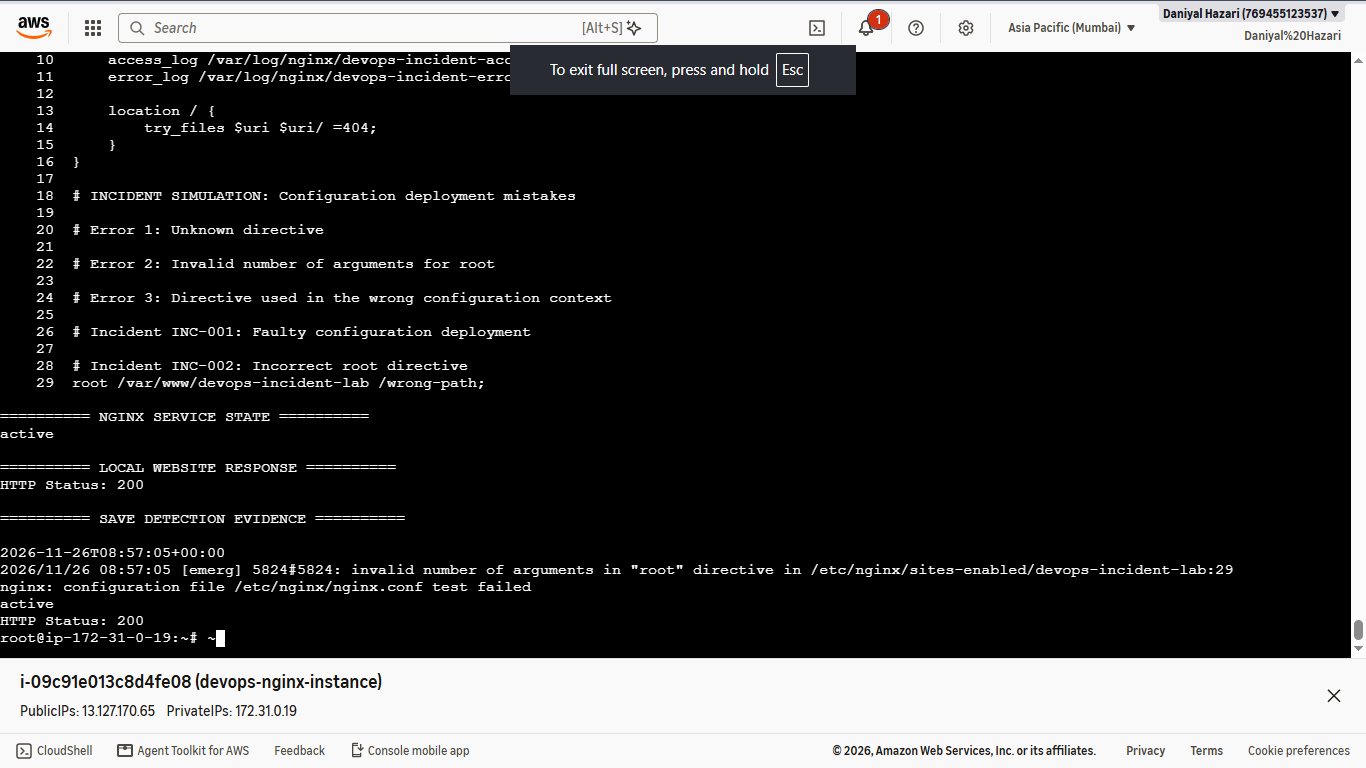 aws
Search
[Alt+S]
1
Asia Pacific (Mumbai)
Daniyal Hazari (769455123537)
Daniyal%20Hazari
To exit full screen, press and hold Esc
10 access_log /var/log/nginx/devops-incident-acc
11 error_log /var/log/nginx/devops-incident-erro
12
13 location / {
14 try_files $uri $uri/ =404;
15 }
16 }
17
18 # INCIDENT SIMULATION: Configuration deployment mistakes
19
20 # Error 1: Unknown directive
21
22 # Error 2: Invalid number of arguments for root
23
24 # Error 3: Directive used in the wrong configuration context
25
26 # Incident INC-001: Faulty configuration deployment
27
28 # Incident INC-002: Incorrect root directive
29 root /var/www/devops-incident-lab /wrong-path;
========== NGINX SERVICE STATE ==========
active
========== LOCAL WEBSITE RESPONSE ==========
HTTP Status: 200
========== SAVE DETECTION EVIDENCE ==========
2026-11-26T08:57:05+00:00
2026/11/26 08:57:05 [emerg] 5824#5824: invalid number of arguments in "root" directive in /etc/nginx/sites-enabled/devops-incident-lab:29
nginx: configuration file /etc/nginx/nginx.conf test failed
active
HTTP Status: 200
root@ip-172-31-0-19:~# ~
i-09c91e013c8d4fe08 (devops-nginx-instance)
PublicIPs: 13.127.170.65 PrivateIPs: 172.31.0.19
CloudShell Agent Toolkit for AWS Feedback Console mobile app © 2026, Amazon Web Services, Inc. or its affiliates. Privacy Terms Cookie preferences